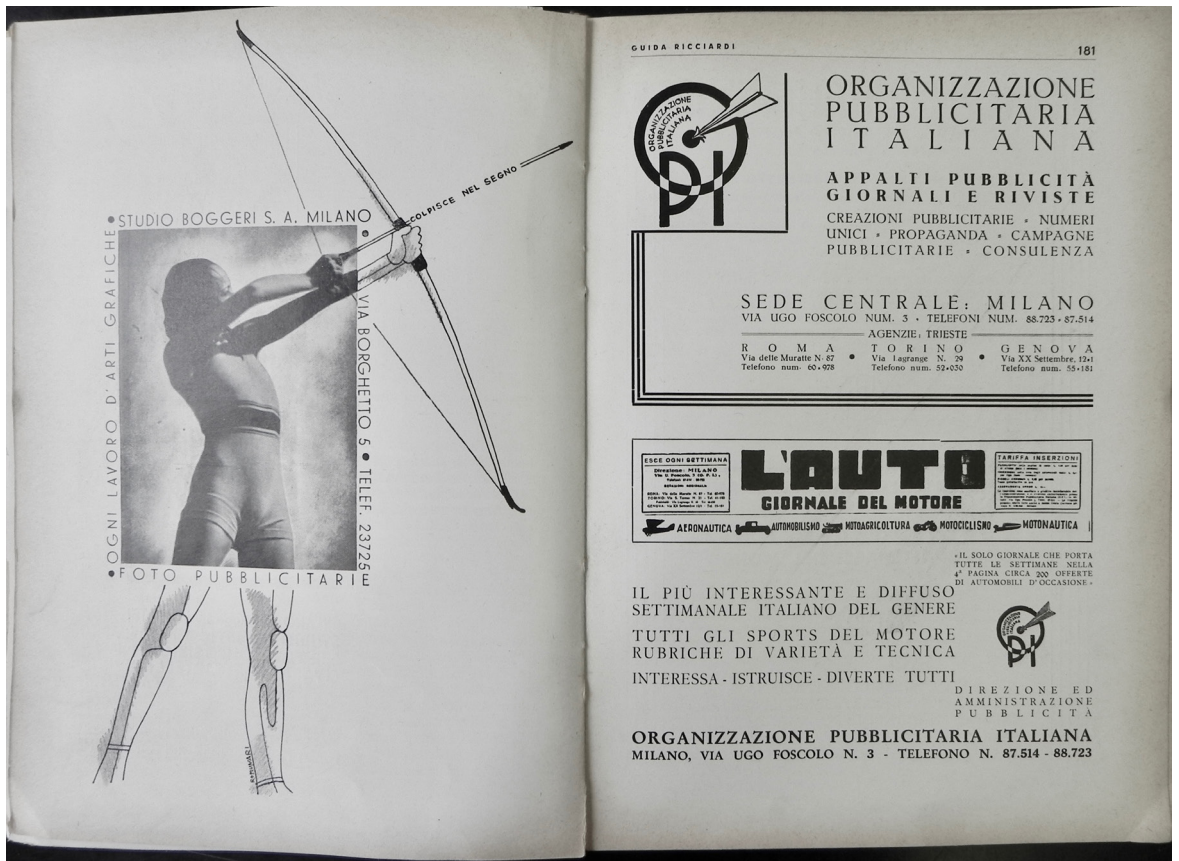 COLPISCE NEL SEGNO
STUDIO BOGGERI S. A. MILANO
VIA BORGHETTO 5 • TELEF. 23725
OGNI LAVORO D'ARTI GRAFICHE
FOTO PUBBLICITARIE
MUNARI
GUIDA RICCIARDI
181
ORGANIZZAZIONE
PUBBLICITARIA
ITALIANA
OPI
ORGANIZZAZIONE
PUBBLICITARIA
ITALIANA
APPALTI PUBBLICITÀ
GIORNALI E RIVISTE
CREAZIONI PUBBLICITARIE - NUMERI
UNICI - PROPAGANDA - CAMPAGNE
PUBBLICITARIE - CONSULENZA
SEDE CENTRALE: MILANO
VIA UGO FOSCOLO NUM. 3 - TELEFONI NUM. 88.723 - 87.514
AGENZIE: TRIESTE
ROMA • TORINO • GENOVA
Via delle Muratte N. 87 Via Lagrange N. 29 Via XX Settembre, 12-1
Telefono num. 60-978 Telefono num. 52-030 Telefono num. 55-181
ESCE OGNI SETTIMANA
Direzione: MILANO
L'AUTO
GIORNALE DEL MOTORE
TARIFFA INSERZIONI
AERONAUTICA AUTOMOBILISMO MOTOAGRICOLTURA MOTOCICLISMO MOTONAUTICA
«IL SOLO GIORNALE CHE PORTA
TUTTE LE SETTIMANE NELLA
4ª PAGINA CIRCA 200 OFFERTE
DI AUTOMOBILI D'OCCASIONE»
IL PIÙ INTERESSANTE E DIFFUSO
SETTIMANALE ITALIANO DEL GENERE
TUTTI GLI SPORTS DEL MOTORE
RUBRICHE DI VARIETÀ E TECNICA
INTERESSA - ISTRUISCE - DIVERTE TUTTI
OPI
DIREZIONE ED
AMMINISTRAZIONE
PUBBLICITÀ
ORGANIZZAZIONE PUBBLICITARIA ITALIANA
MILANO, VIA UGO FOSCOLO N. 3 - TELEFONO N. 87.514 - 88.723